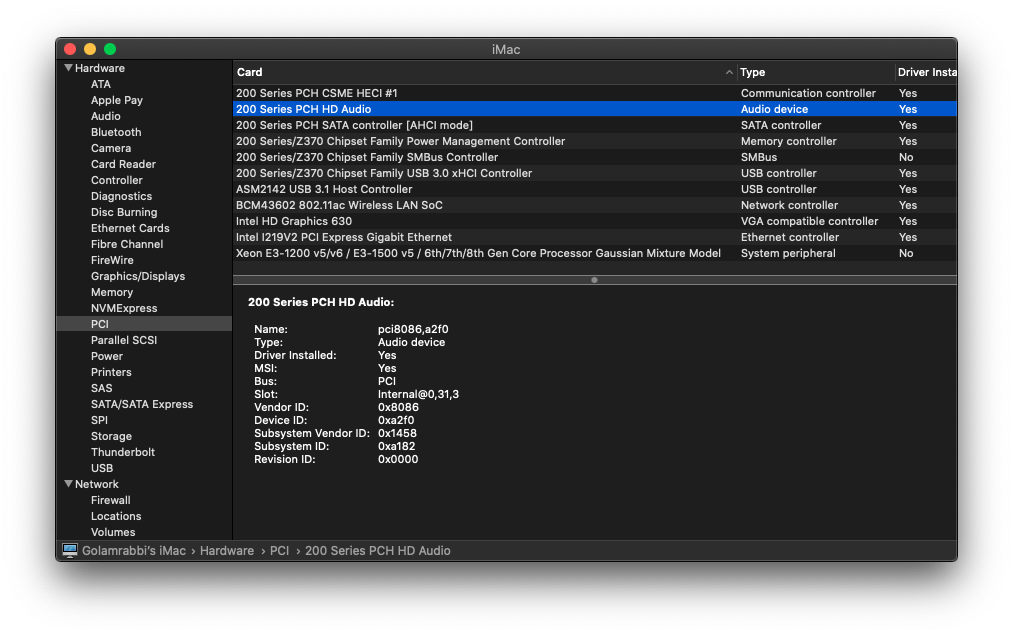 iMac
Hardware
ATA
Apple Pay
Audio
Bluetooth
Camera
Card Reader
Controller
Diagnostics
Disc Burning
Ethernet Cards
Fibre Channel
FireWire
Graphics/Displays
Memory
NVMExpress
PCI
Parallel SCSI
Power
Printers
SAS
SATA/SATA Express
SPI
Storage
Thunderbolt
USB
Network
Firewall
Locations
Volumes
Card Type Driver Insta
200 Series PCH CSME HECI #1 Communication controller Yes
200 Series PCH HD Audio Audio device Yes
200 Series PCH SATA controller [AHCI mode] SATA controller Yes
200 Series/Z370 Chipset Family Power Management Controller Memory controller Yes
200 Series/Z370 Chipset Family SMBus Controller SMBus No
200 Series/Z370 Chipset Family USB 3.0 xHCI Controller USB controller Yes
ASM2142 USB 3.1 Host Controller USB controller Yes
BCM43602 802.11ac Wireless LAN SoC Network controller Yes
Intel HD Graphics 630 VGA compatible controller Yes
Intel I219V2 PCI Express Gigabit Ethernet Ethernet controller Yes
Xeon E3-1200 v5/v6 / E3-1500 v5 / 6th/7th/8th Gen Core Processor Gaussian Mixture Model System peripheral No
200 Series PCH HD Audio:
Name: pci8086,a2f0
Type: Audio device
Driver Installed: Yes
MSI: Yes
Bus: PCI
Slot: Internal@0,31,3
Vendor ID: 0x8086
Device ID: 0xa2f0
Subsystem Vendor ID: 0x1458
Subsystem ID: 0xa182
Revision ID: 0x0000
Golamrabbi's iMac › Hardware › PCI › 200 Series PCH HD Audio